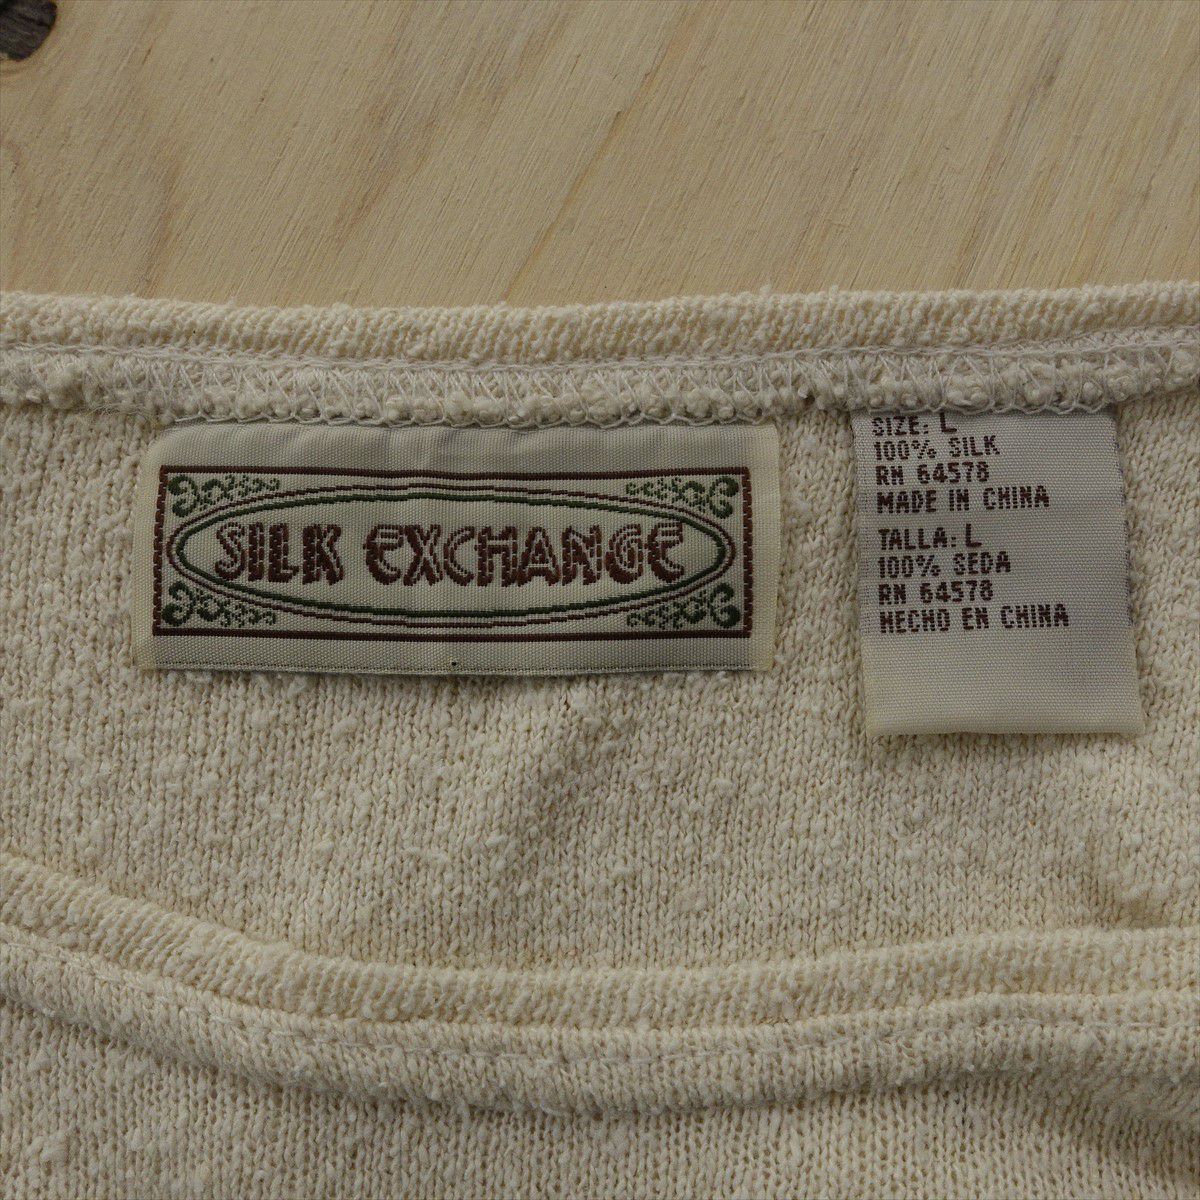 SILK EXCHANGE
SIZE: L
100% SILK
RN 64578
MADE IN CHINA
TALLA: L
100% SEDA
RN 64578
HECHO EN CHINA